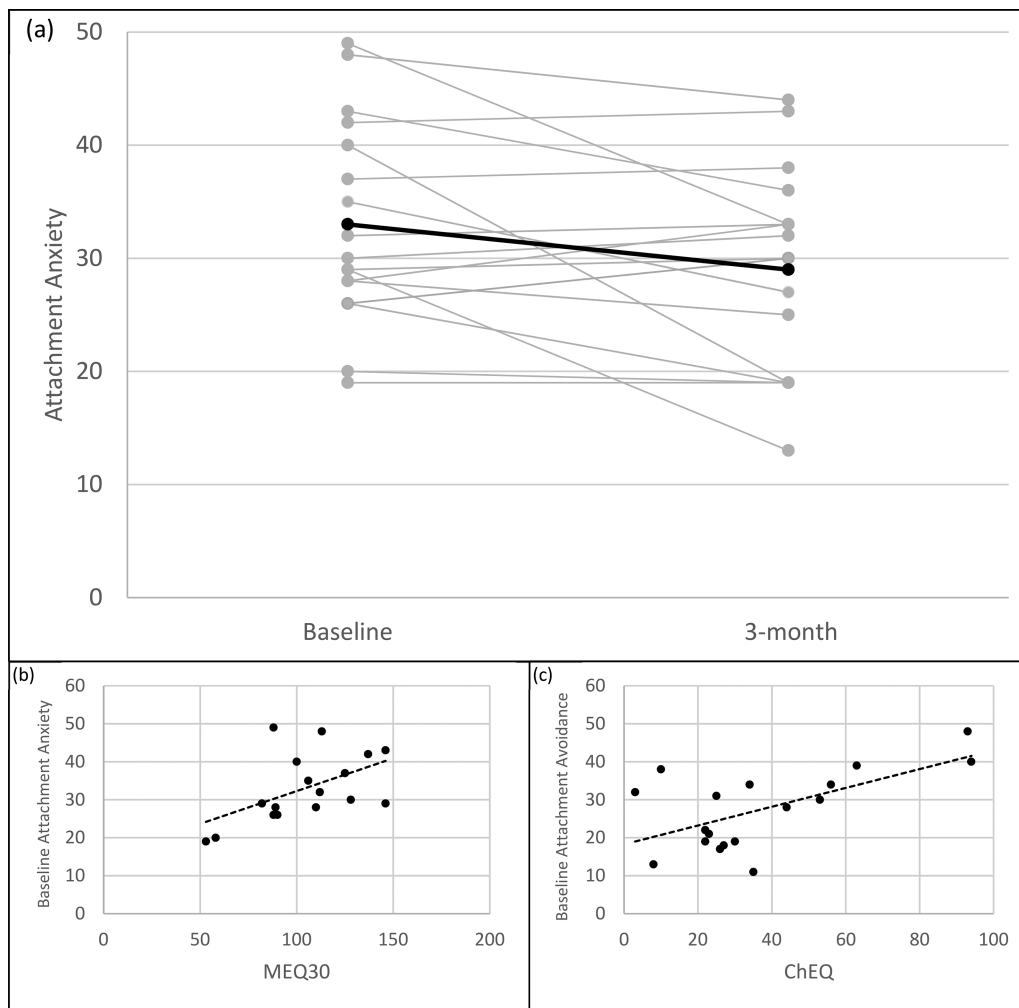 (a)
Attachment Anxiety
50
40
30
20
10
0
Baseline 3-month
(b)
Baseline Attachment Anxiety
60
50
40
30
20
10
0
0 50 100 150 200
MEQ30
(c)
Baseline Attachment Avoidance
60
50
40
30
20
10
0
0 20 40 60 80 100
ChEQ